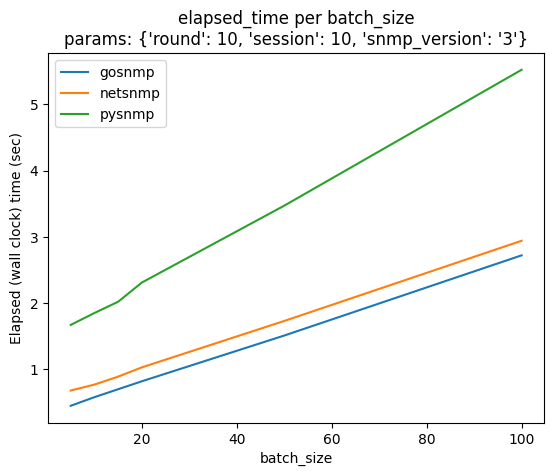 elapsed_time per batch_size
params: {'round': 10, 'session': 10, 'snmp_version': '3'}
gosnmp
netsnmp
pysnmp
Elapsed (wall clock) time (sec)
5
4
3
2
1
20
40
60
80
100
batch_size